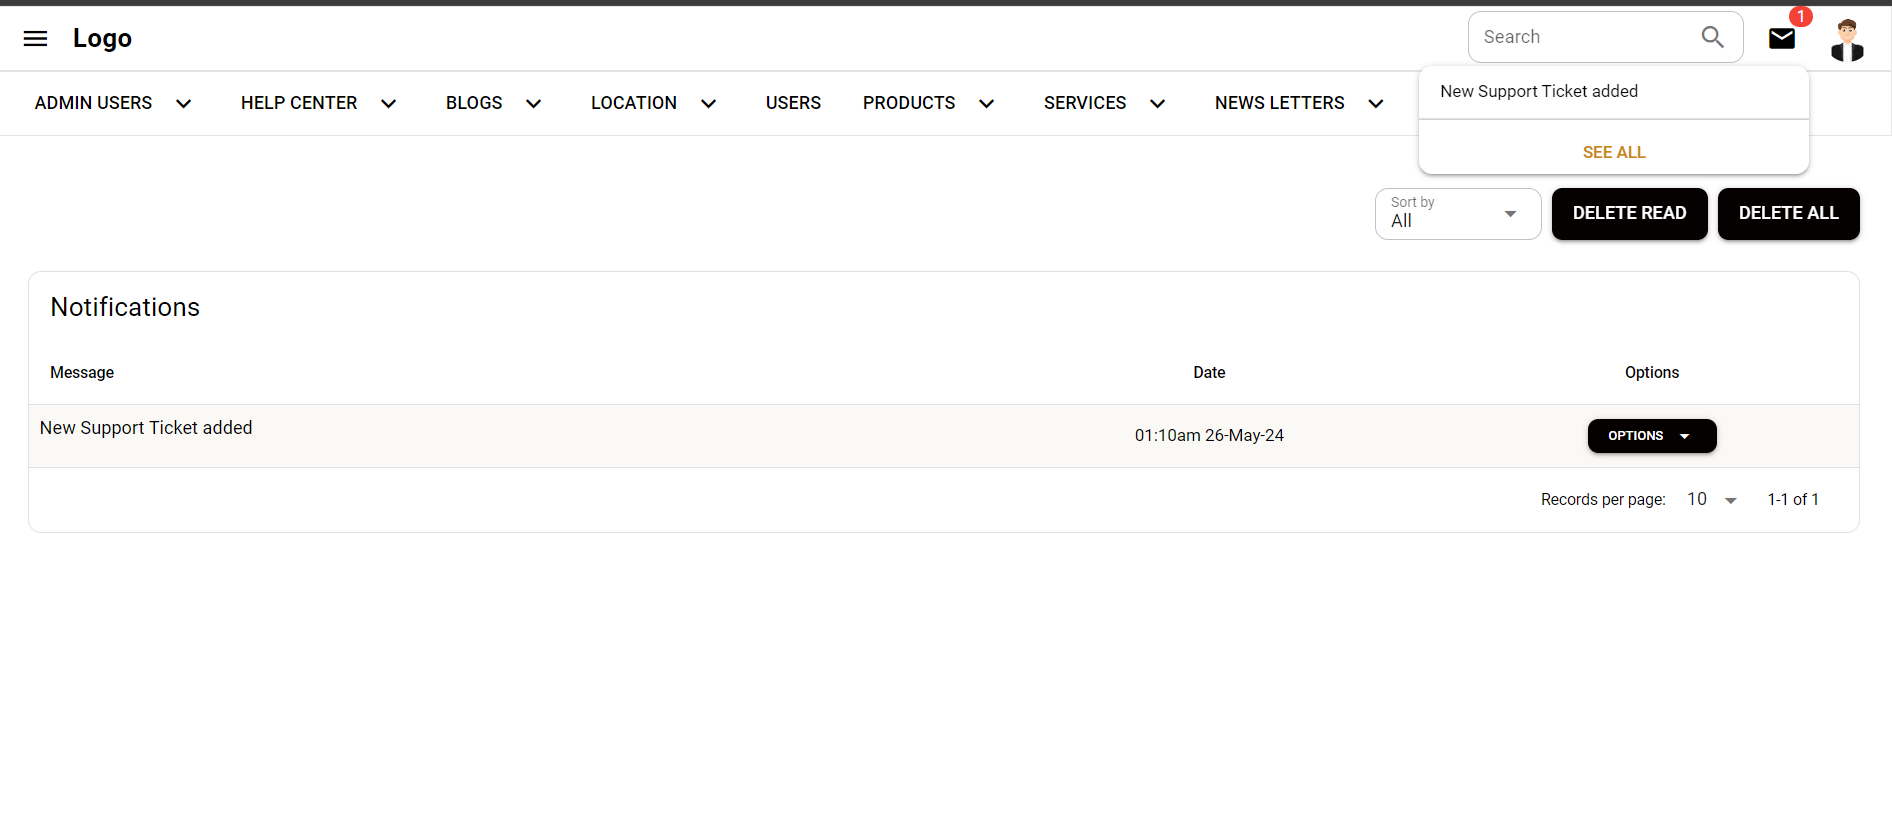 Logo
Search
1
ADMIN USERS HELP CENTER BLOGS LOCATION USERS PRODUCTS SERVICES NEWS LETTERS
New Support Ticket added
SEE ALL
Sort by
All
DELETE READ
DELETE ALL
Notifications
Message Date Options
New Support Ticket added 01:10am 26-May-24 OPTIONS
Records per page: 10 1-1 of 1